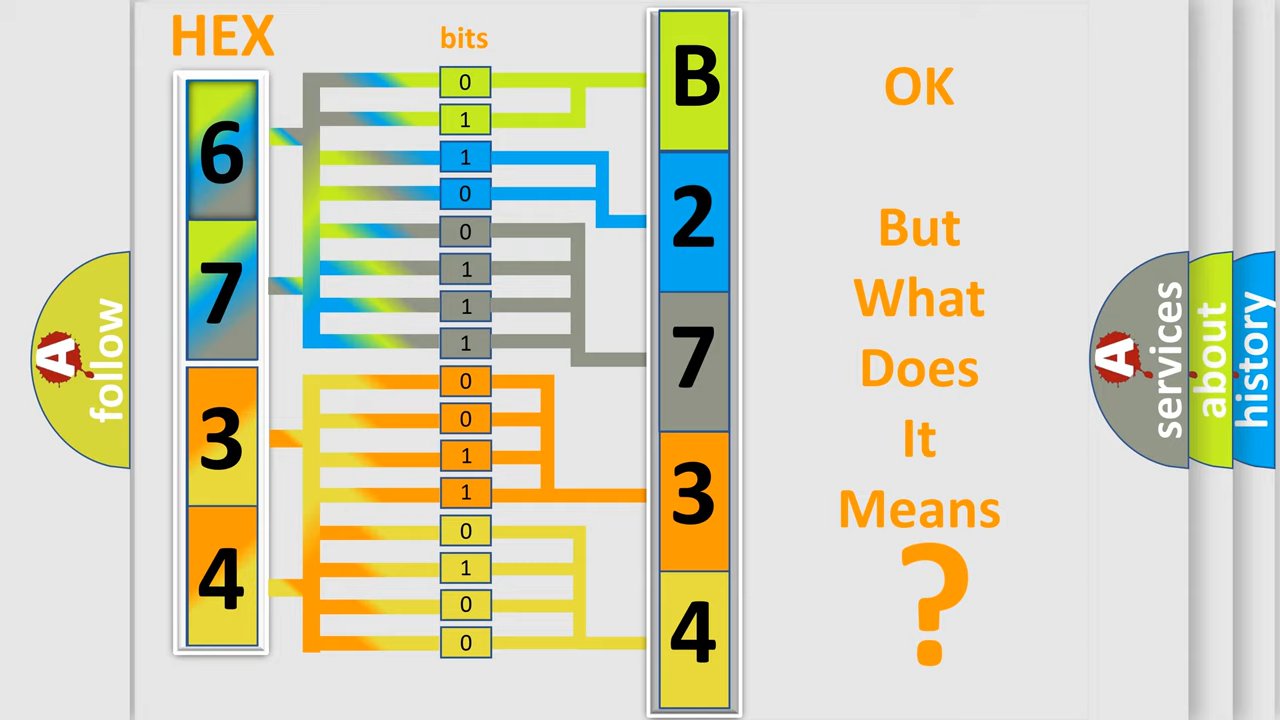 HEX
bits
6
7
3
4
0
1
1
0
0
1
1
1
0
0
1
1
0
1
0
0
B
2
7
3
4
OK
But
What
Does
It
Means
?
A
follow
A
services
about
history